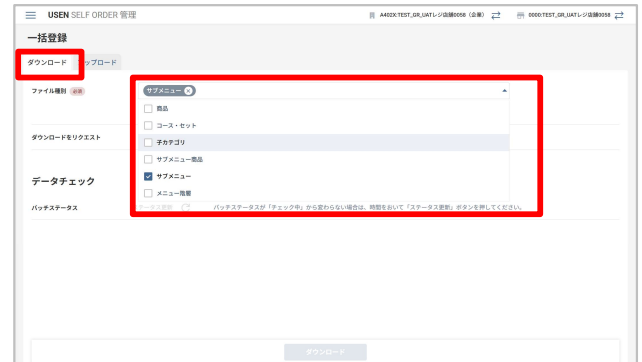 USEN SELF ORDER 管理
A402X:TEST_GR_UATレジ店舗0058（企業）
0000:TEST_GR_UATレジ店舗0058
一括登録
ダウンロード
ップロード
ファイル種別 必須
サブメニュー
商品
コース・セット
子カテゴリ
サブメニュー商品
サブメニュー
メニュー階層
ダウンロードをリクエスト
データチェック
バッチステータス
ータス更新
バッチステータスが「チェック中」から変わらない場合は、時間をおいて「ステータス更新」ボタンを押してください。
ダウンロード